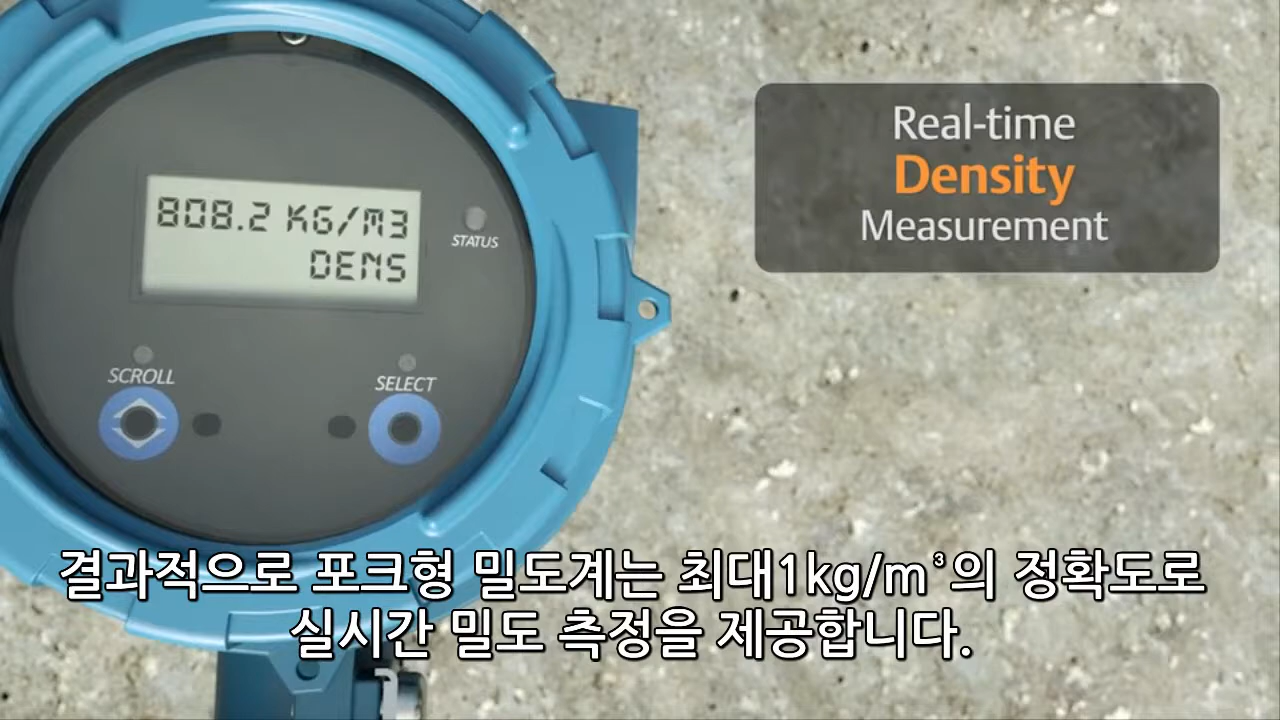 808.2 KG/M3
DENS
STATUS
SCROLL
SELECT
Real-time
Density
Measurement
결과적으로 포크형 밀도계는 최대1kg/m³의 정확도로
실시간 밀도 측정을 제공합니다.